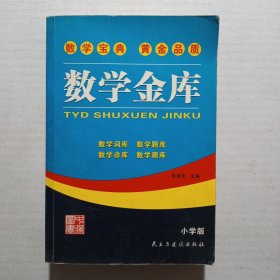 数学宝典 黄金品质
数学金库
TYD SHUXUEN JINKU
数学词库 数学题库
数学诊库 数学趣库
主编
小学版
民主与建设出版社